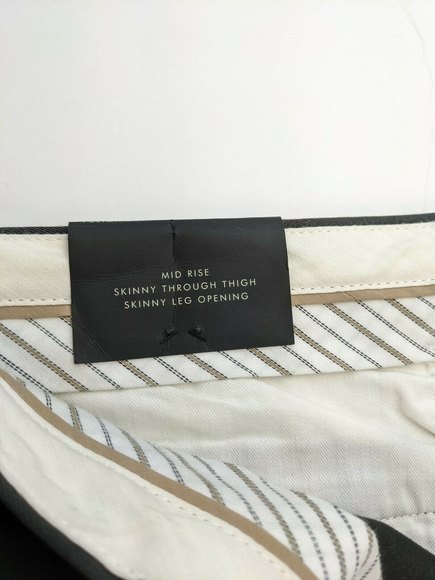 MID RISE
SKINNY THROUGH THIGH
SKINNY LEG OPENING